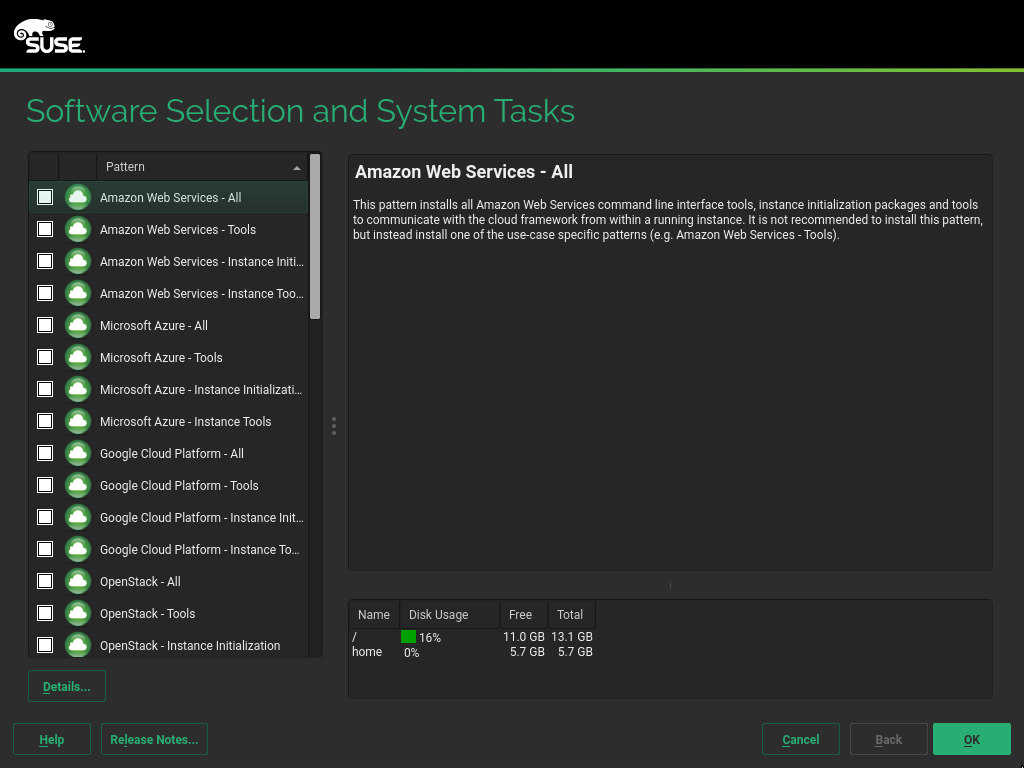 SUSE.
Software Selection and System Tasks
Pattern
Amazon Web Services - All
Amazon Web Services - Tools
Amazon Web Services - Instance Initi...
Amazon Web Services - Instance Too...
Microsoft Azure - All
Microsoft Azure - Tools
Microsoft Azure - Instance Initializati...
Microsoft Azure - Instance Tools
Google Cloud Platform - All
Google Cloud Platform - Tools
Google Cloud Platform - Instance Init...
Google Cloud Platform - Instance To...
OpenStack - All
OpenStack - Tools
OpenStack - Instance Initialization
Details...
Amazon Web Services - All
This pattern installs all Amazon Web Services command line interface tools, instance initialization packages and tools
to communicate with the cloud framework from within a running instance. It is not recommended to install this pattern,
but instead install one of the use-case specific patterns (e.g. Amazon Web Services - Tools).
Name Disk Usage Free Total
/ 16% 11.0 GB 13.1 GB
home 0% 5.7 GB 5.7 GB
Help Release Notes... Cancel Back OK